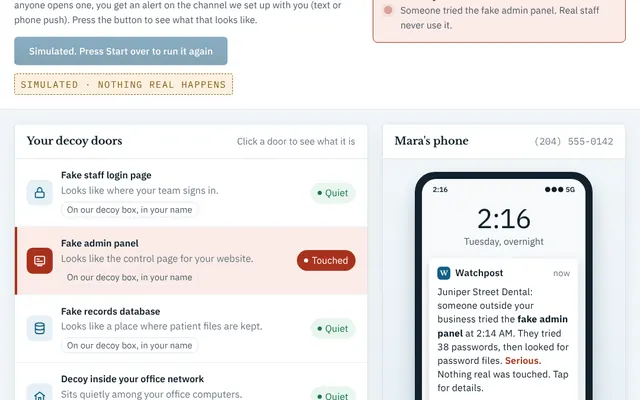 anyone opens one, you get an alert on the channel we set up with you (text or
phone push). Press the button to see what that looks like.
Simulated. Press Start over to run it again
SIMULATED · NOTHING REAL HAPPENS
Someone tried the fake admin panel. Real staff
never use it.
Your decoy doors
Click a door to see what it is
Fake staff login page
Looks like where your team signs in.
On our decoy box, in your name
Quiet
Fake admin panel
Looks like the control page for your website.
On our decoy box, in your name
Touched
Fake records database
Looks like a place where patient files are kept.
On our decoy box, in your name
Quiet
Decoy inside your office network
Sits quietly among your office computers.
Quiet
Mara's phone
(204) 555-0142
2:16
5G
2:16
Tuesday, overnight
W
Watchpost
now
Juniper Street Dental:
someone outside your
business tried the fake admin
panel at 2:14 AM. They tried
38 passwords, then looked for
password files. Serious.
Nothing real was touched. Tap
for details.